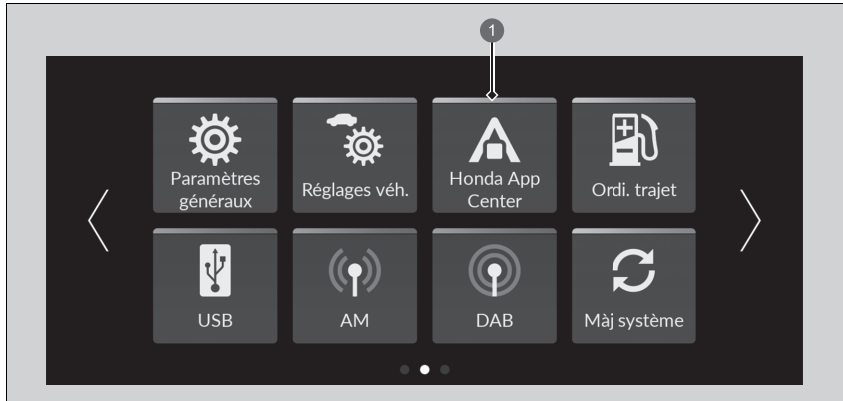 1
Paramètres
généraux
Réglages véh.
Honda App
Center
Ordi. trajet
USB
AM
DAB
Màj système